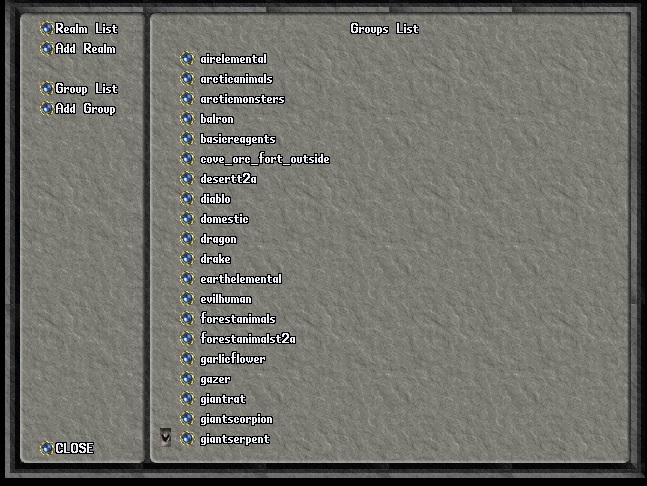 Realm List
Add Realm
Group List
Add Group
CLOSE
Groups List
airelemental
arcticanimals
arcticmonsters
balron
basicreagents
cove_orc_fort_outside
desertt2a
diablo
domestic
dragon
drake
earthelemental
evilhuman
forestanimals
forestanimalst2a
garlicflower
gazer
giantrat
giantscorpion
giantserpent